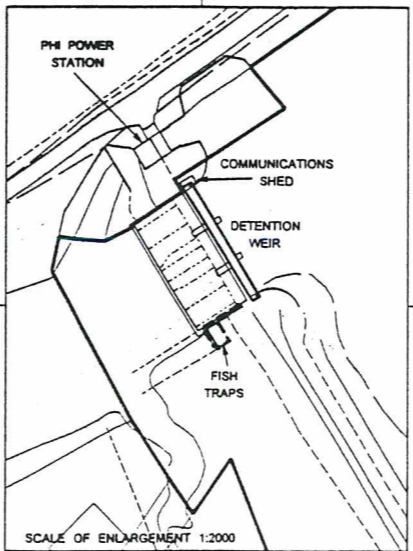 PHI POWER
STATION
COMMUNICATIONS
SHED
DETENTION
WEIR
FISH
TRAPS
SCALE OF ENLARGEMENT 1:2000